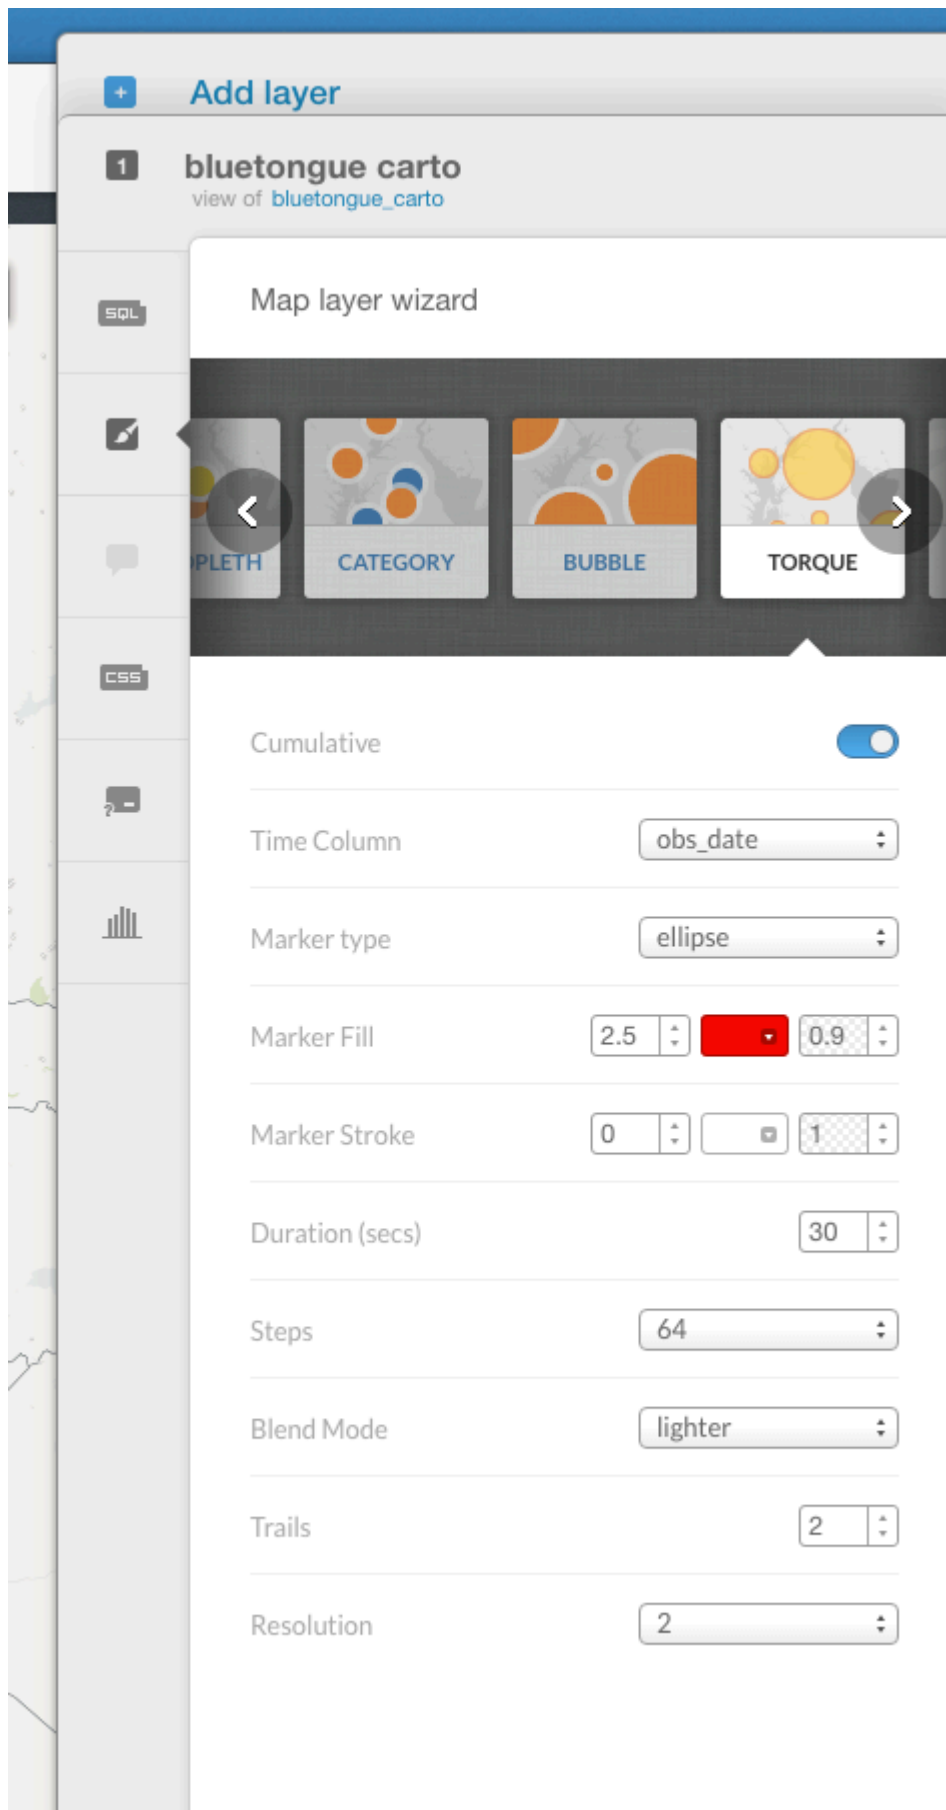 Add layer
1
bluetongue carto
view of bluetongue_carto
SQL
Map layer wizard
PLETH
CATEGORY
BUBBLE
TORQUE
CSS
Cumulative
Time Column obs_date
Marker type ellipse
Marker Fill 2.5 0.9
Marker Stroke 0 1
Duration (secs) 30
Steps 64
Blend Mode lighter
Trails 2
Resolution 2